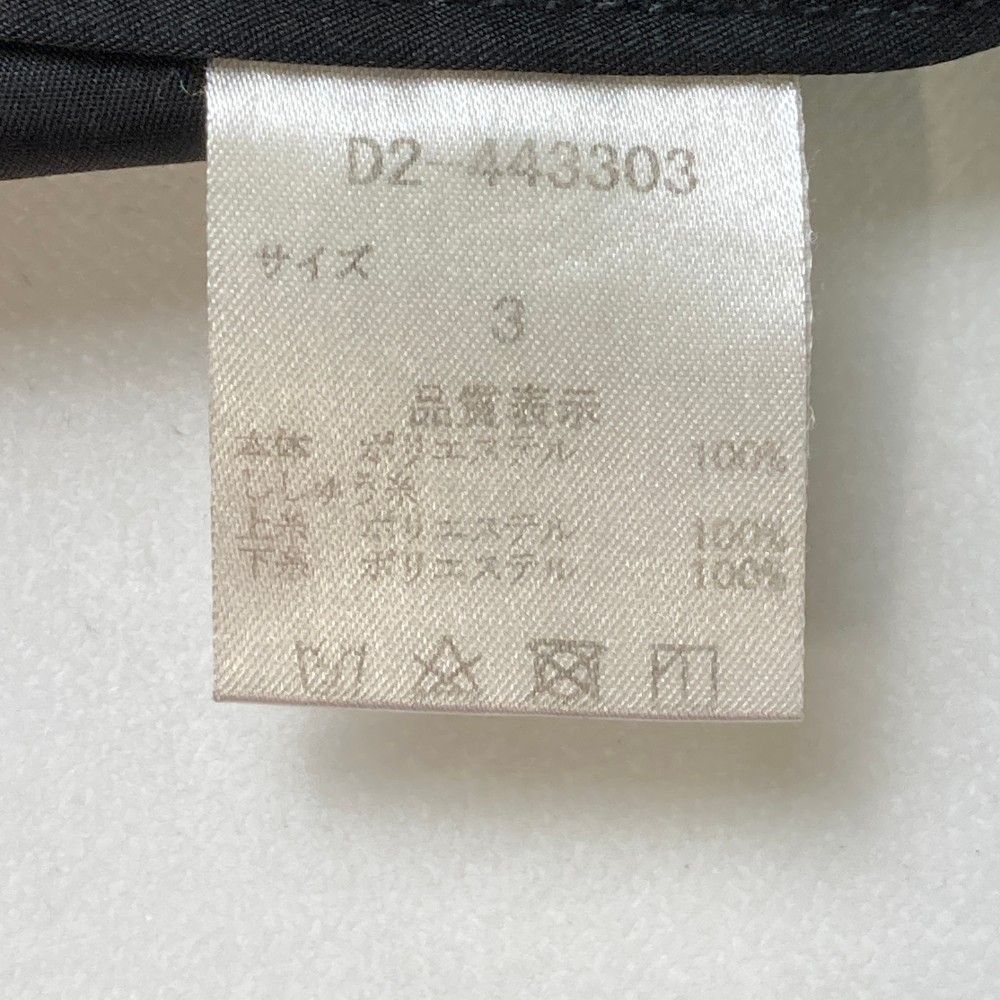 D2-443303
サイズ
3
品質表示
本体 ポリエステル 100%
ししゅう糸
上糸 ポリエステル 100%
下糸 ポリエステル 100%